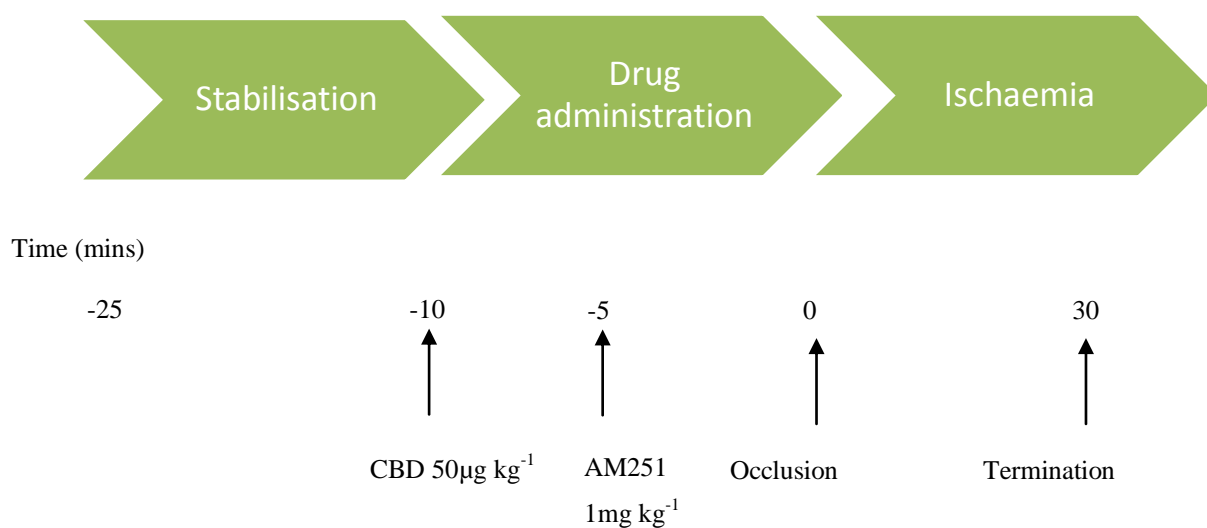 Stabilisation
Drug
administration
Ischaemia
Time (mins)
-25 -10 -5 0 30
CBD 50µg kg⁻¹ AM251 Occlusion Termination
1mg kg⁻¹